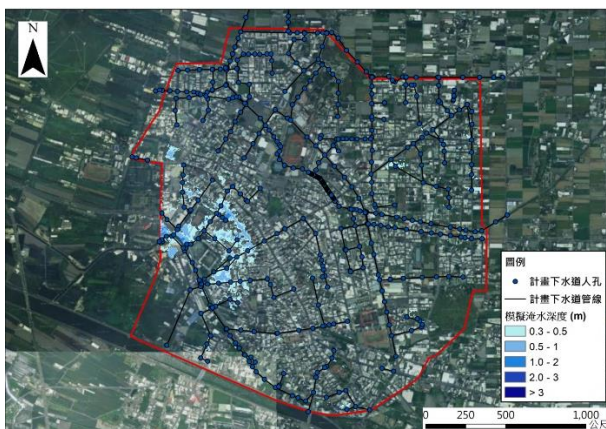 N
圖例
計畫下水道人孔
計畫下水道管線
模擬淹水深度 (m)
0.3 - 0.5
0.5 - 1
1.0 - 2
2.0 - 3
> 3
0 250 500 1,000
公尺